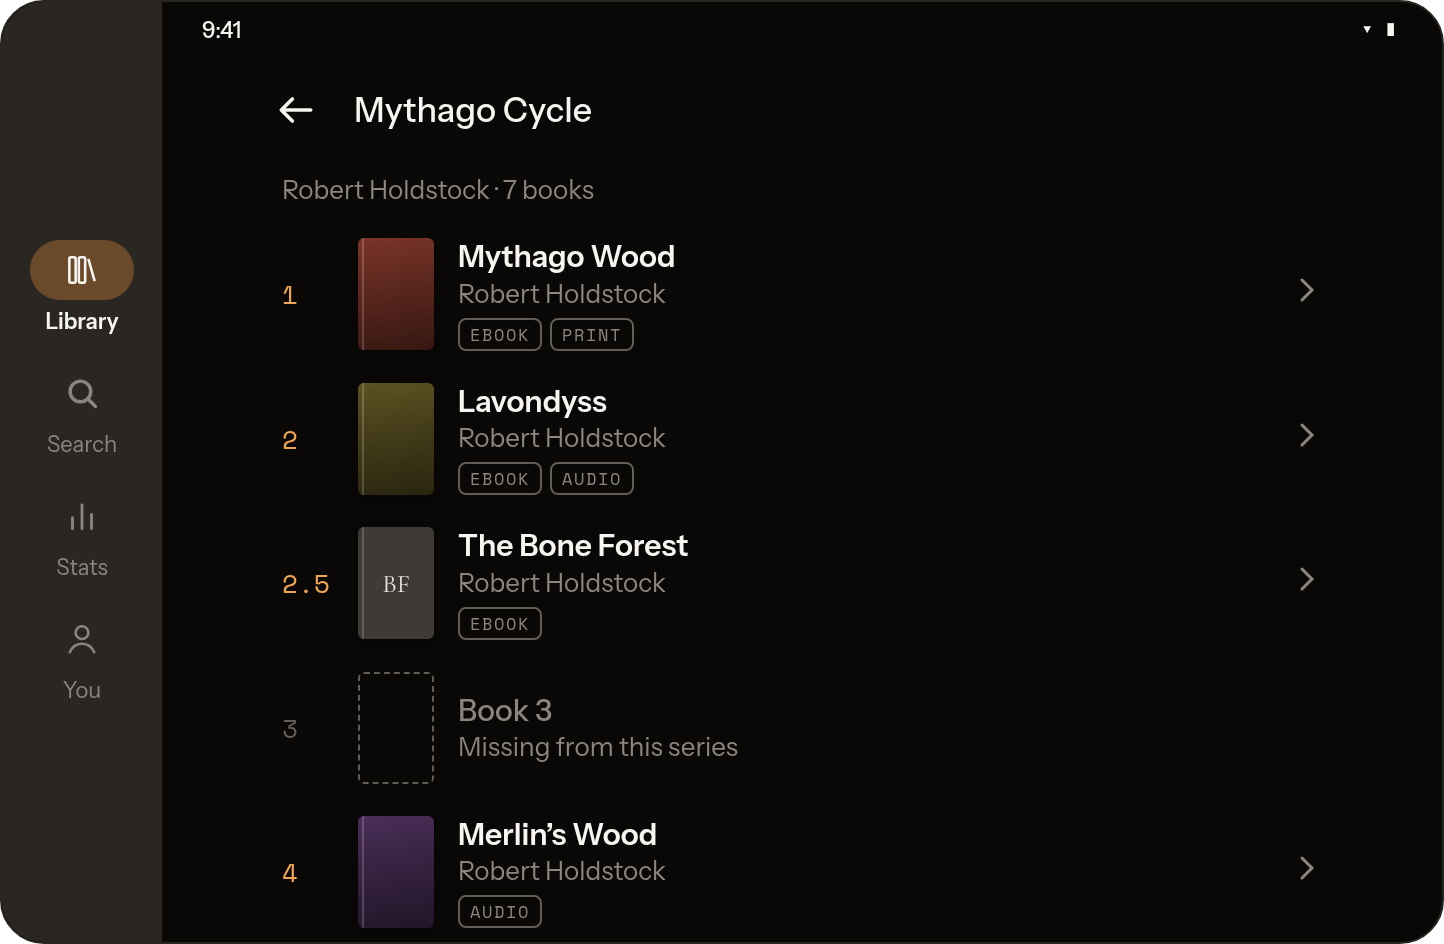 9:41
Mythago Cycle
Robert Holdstock · 7 books
Library
Search
Stats
You
1
Mythago Wood
Robert Holdstock
EBOOK PRINT
2
Lavondyss
Robert Holdstock
EBOOK AUDIO
2.5
BF
The Bone Forest
Robert Holdstock
EBOOK
3
Book 3
Missing from this series
4
Merlin’s Wood
Robert Holdstock
AUDIO